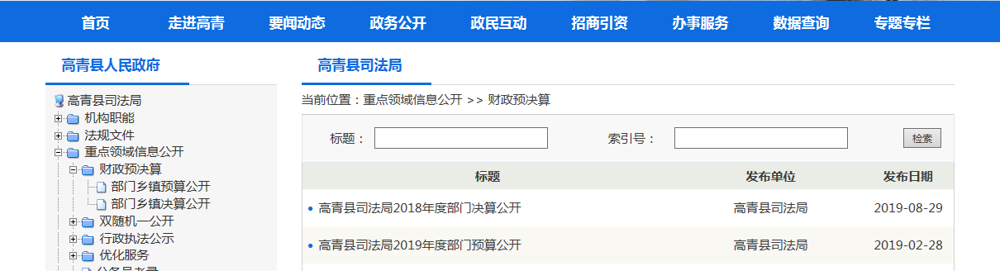 首页 走进高青 要闻动态 政务公开 政民互动 招商引资 办事服务 数据查询 专题专栏
高青县人民政府
高青县司法局
机构职能
法规文件
重点领域信息公开
财政预决算
部门乡镇预算公开
部门乡镇决算公开
双随机一公开
行政执法公示
优化服务
高青县司法局
当前位置：重点领域信息公开 >> 财政预决算
标题： 索引号： 检索
标题 发布单位 发布日期
高青县司法局2018年度部门决算公开 高青县司法局 2019-08-29
高青县司法局2019年度部门预算公开 高青县司法局 2019-02-28